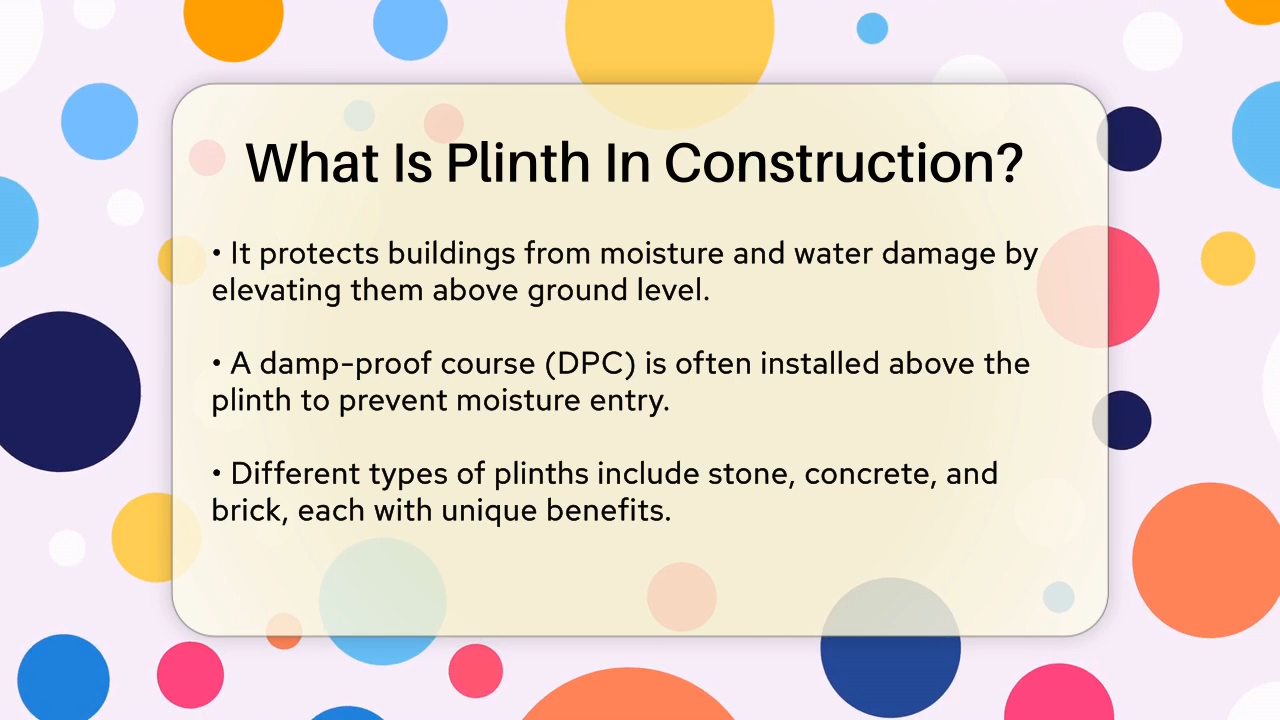 What Is Plinth In Construction?
• It protects buildings from moisture and water damage by
elevating them above ground level.
• A damp-proof course (DPC) is often installed above the
plinth to prevent moisture entry.
• Different types of plinths include stone, concrete, and
brick, each with unique benefits.